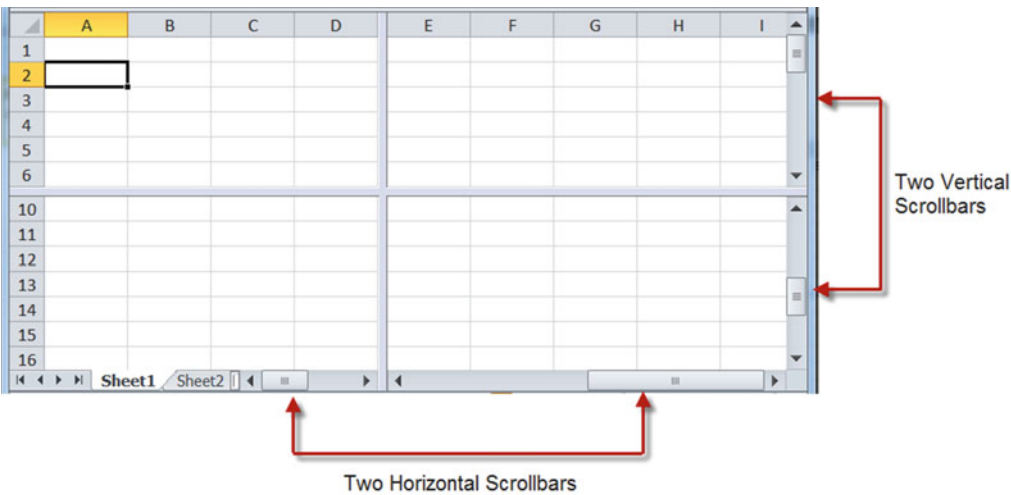 A B C D E F G H I
1
2
3
4
5
6
Two Vertical
Scrollbars
10
11
12
13
14
15
16
Sheet1 Sheet2
Two Horizontal Scrollbars